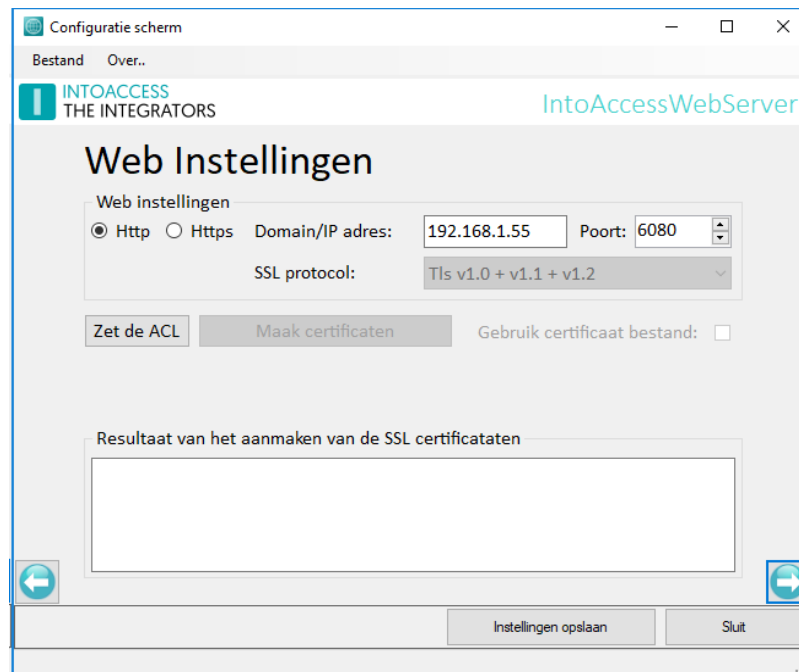 Configuratie scherm
Bestand Over..
INTOACCESS
THE INTEGRATORS
IntoAccessWebServer
Web Instellingen
Web instellingen
Http Https Domain/IP adres: 192.168.1.55 Poort: 6080
SSL protocol: Tls v1.0 + v1.1 + v1.2
Zet de ACL Maak certificaten Gebruik certificaat bestand:
Resultaat van het aanmaken van de SSL certificataten
Instellingen opslaan Sluit